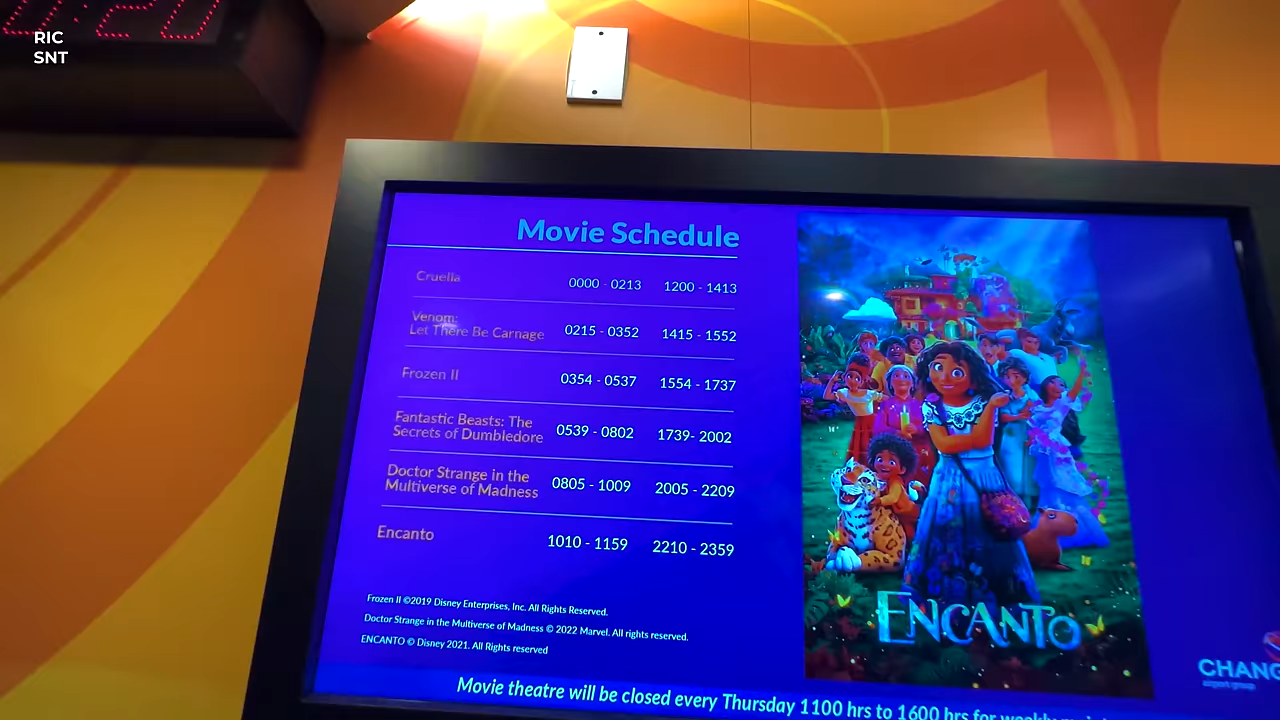 RIC
SNT
Movie Schedule
Cruella 0000 - 0213 1200 - 1413
Venom:
Let There Be Carnage 0215 - 0352 1415 - 1552
Frozen II 0354 - 0537 1554 - 1737
Fantastic Beasts: The
Secrets of Dumbledore 0539 - 0802 1739- 2002
Doctor Strange in the
Multiverse of Madness 0805 - 1009 2005 - 2209
Encanto 1010 - 1159 2210 - 2359
Frozen II ©2019 Disney Enterprises, Inc. All Rights Reserved.
Doctor Strange in the Multiverse of Madness © 2022 Marvel. All rights reserved.
ENCANTO © Disney 2021. All Rights reserved
ENCANTO
CHANG
airport group
Movie theatre will be closed every Thursday 1100 hrs to 1600 hrs for weekly